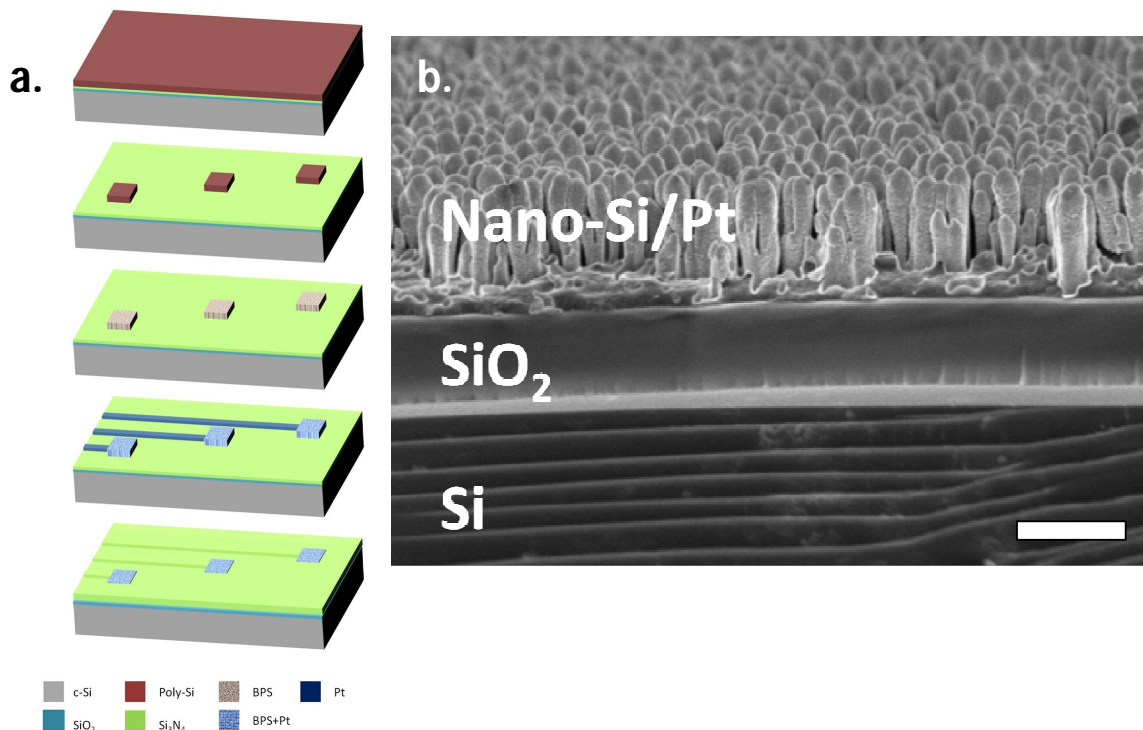 a.
b.
Nano-Si/Pt
SiO₂
Si
c-Si Poly-Si BPS Pt
SiO₂ Si₃N₄ BPS+Pt